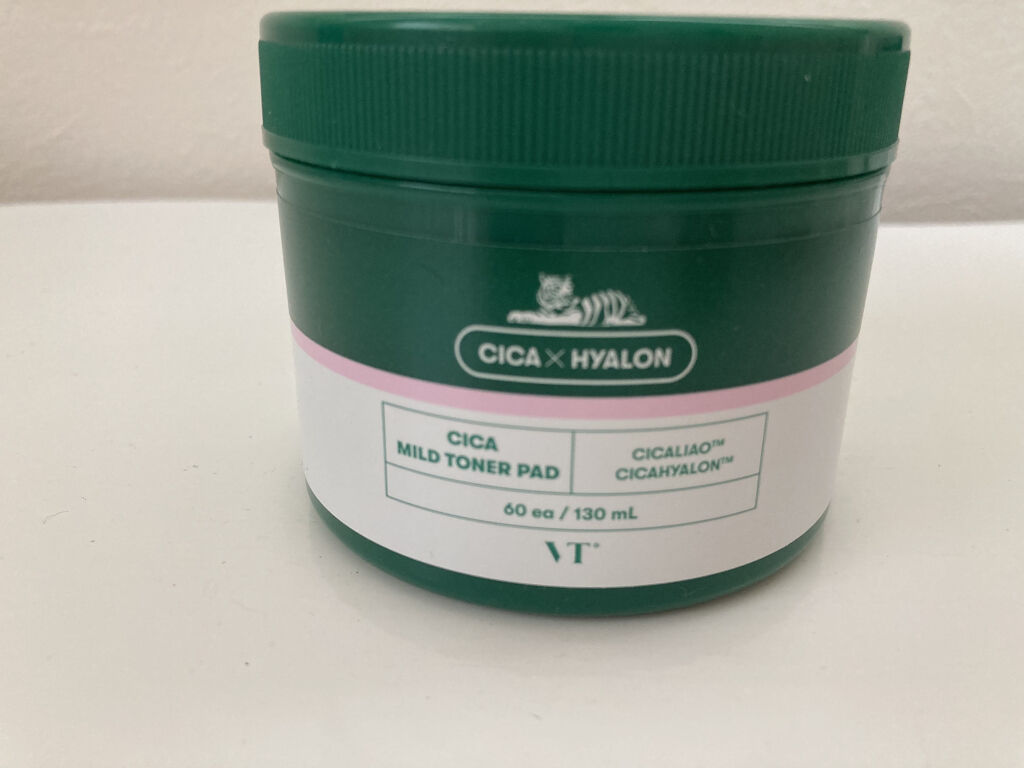 CICA × HYALON
CICA
MILD TONER PAD
CICALIAO™
CICAHYALON™
60 ea / 130 mL
VT